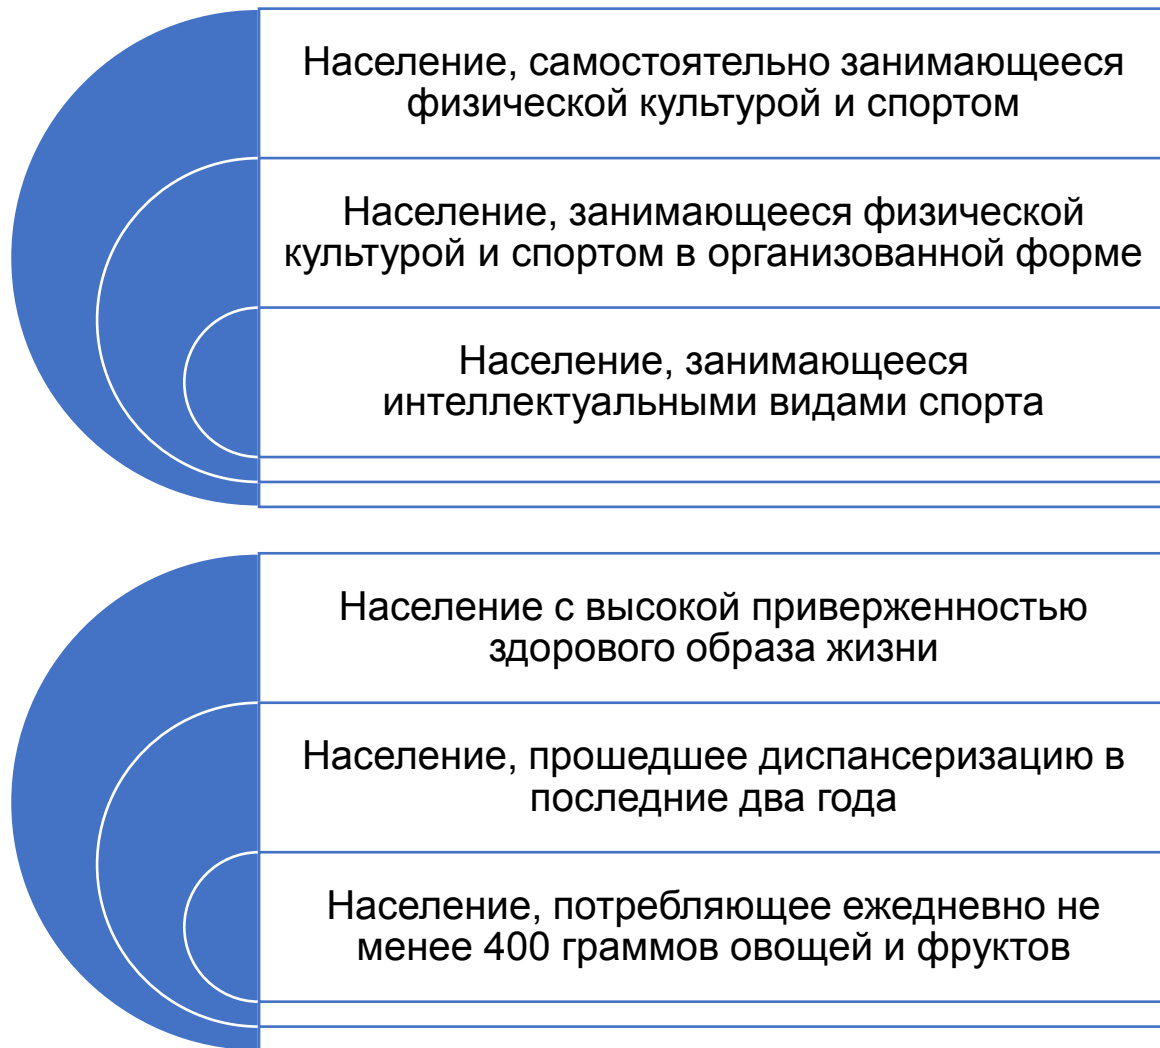 Население, самостоятельно занимающееся
физической культурой и спортом
Население, занимающееся физической
культурой и спортом в организованной форме
Население, занимающееся
интеллектуальными видами спорта
Население с высокой приверженностью
здорового образа жизни
Население, прошедшее диспансеризацию в
последние два года
Население, потребляющее ежедневно не
менее 400 граммов овощей и фруктов